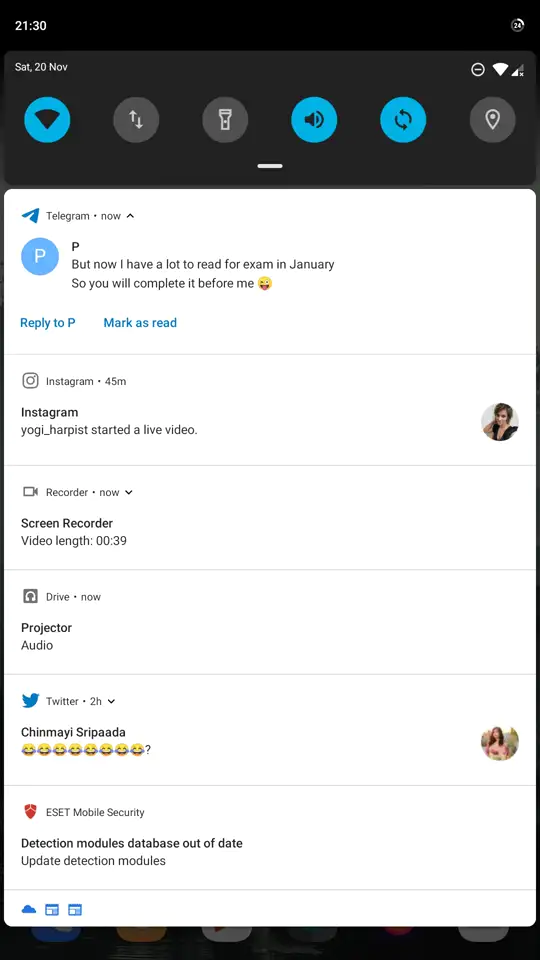 21:30
24
Sat, 20 Nov
Telegram • now
P
P
But now I have a lot to read for exam in January
So you will complete it before me 😜
Reply to P
Mark as read
Instagram • 45m
Instagram
yogi_harpist started a live video.
Recorder • now
Screen Recorder
Video length: 00:39
Drive • now
Projector
Audio
Twitter • 2h
Chinmayi Sripaada
😂😂😂😂😂😂😂😂?
ESET Mobile Security
Detection modules database out of date
Update detection modules